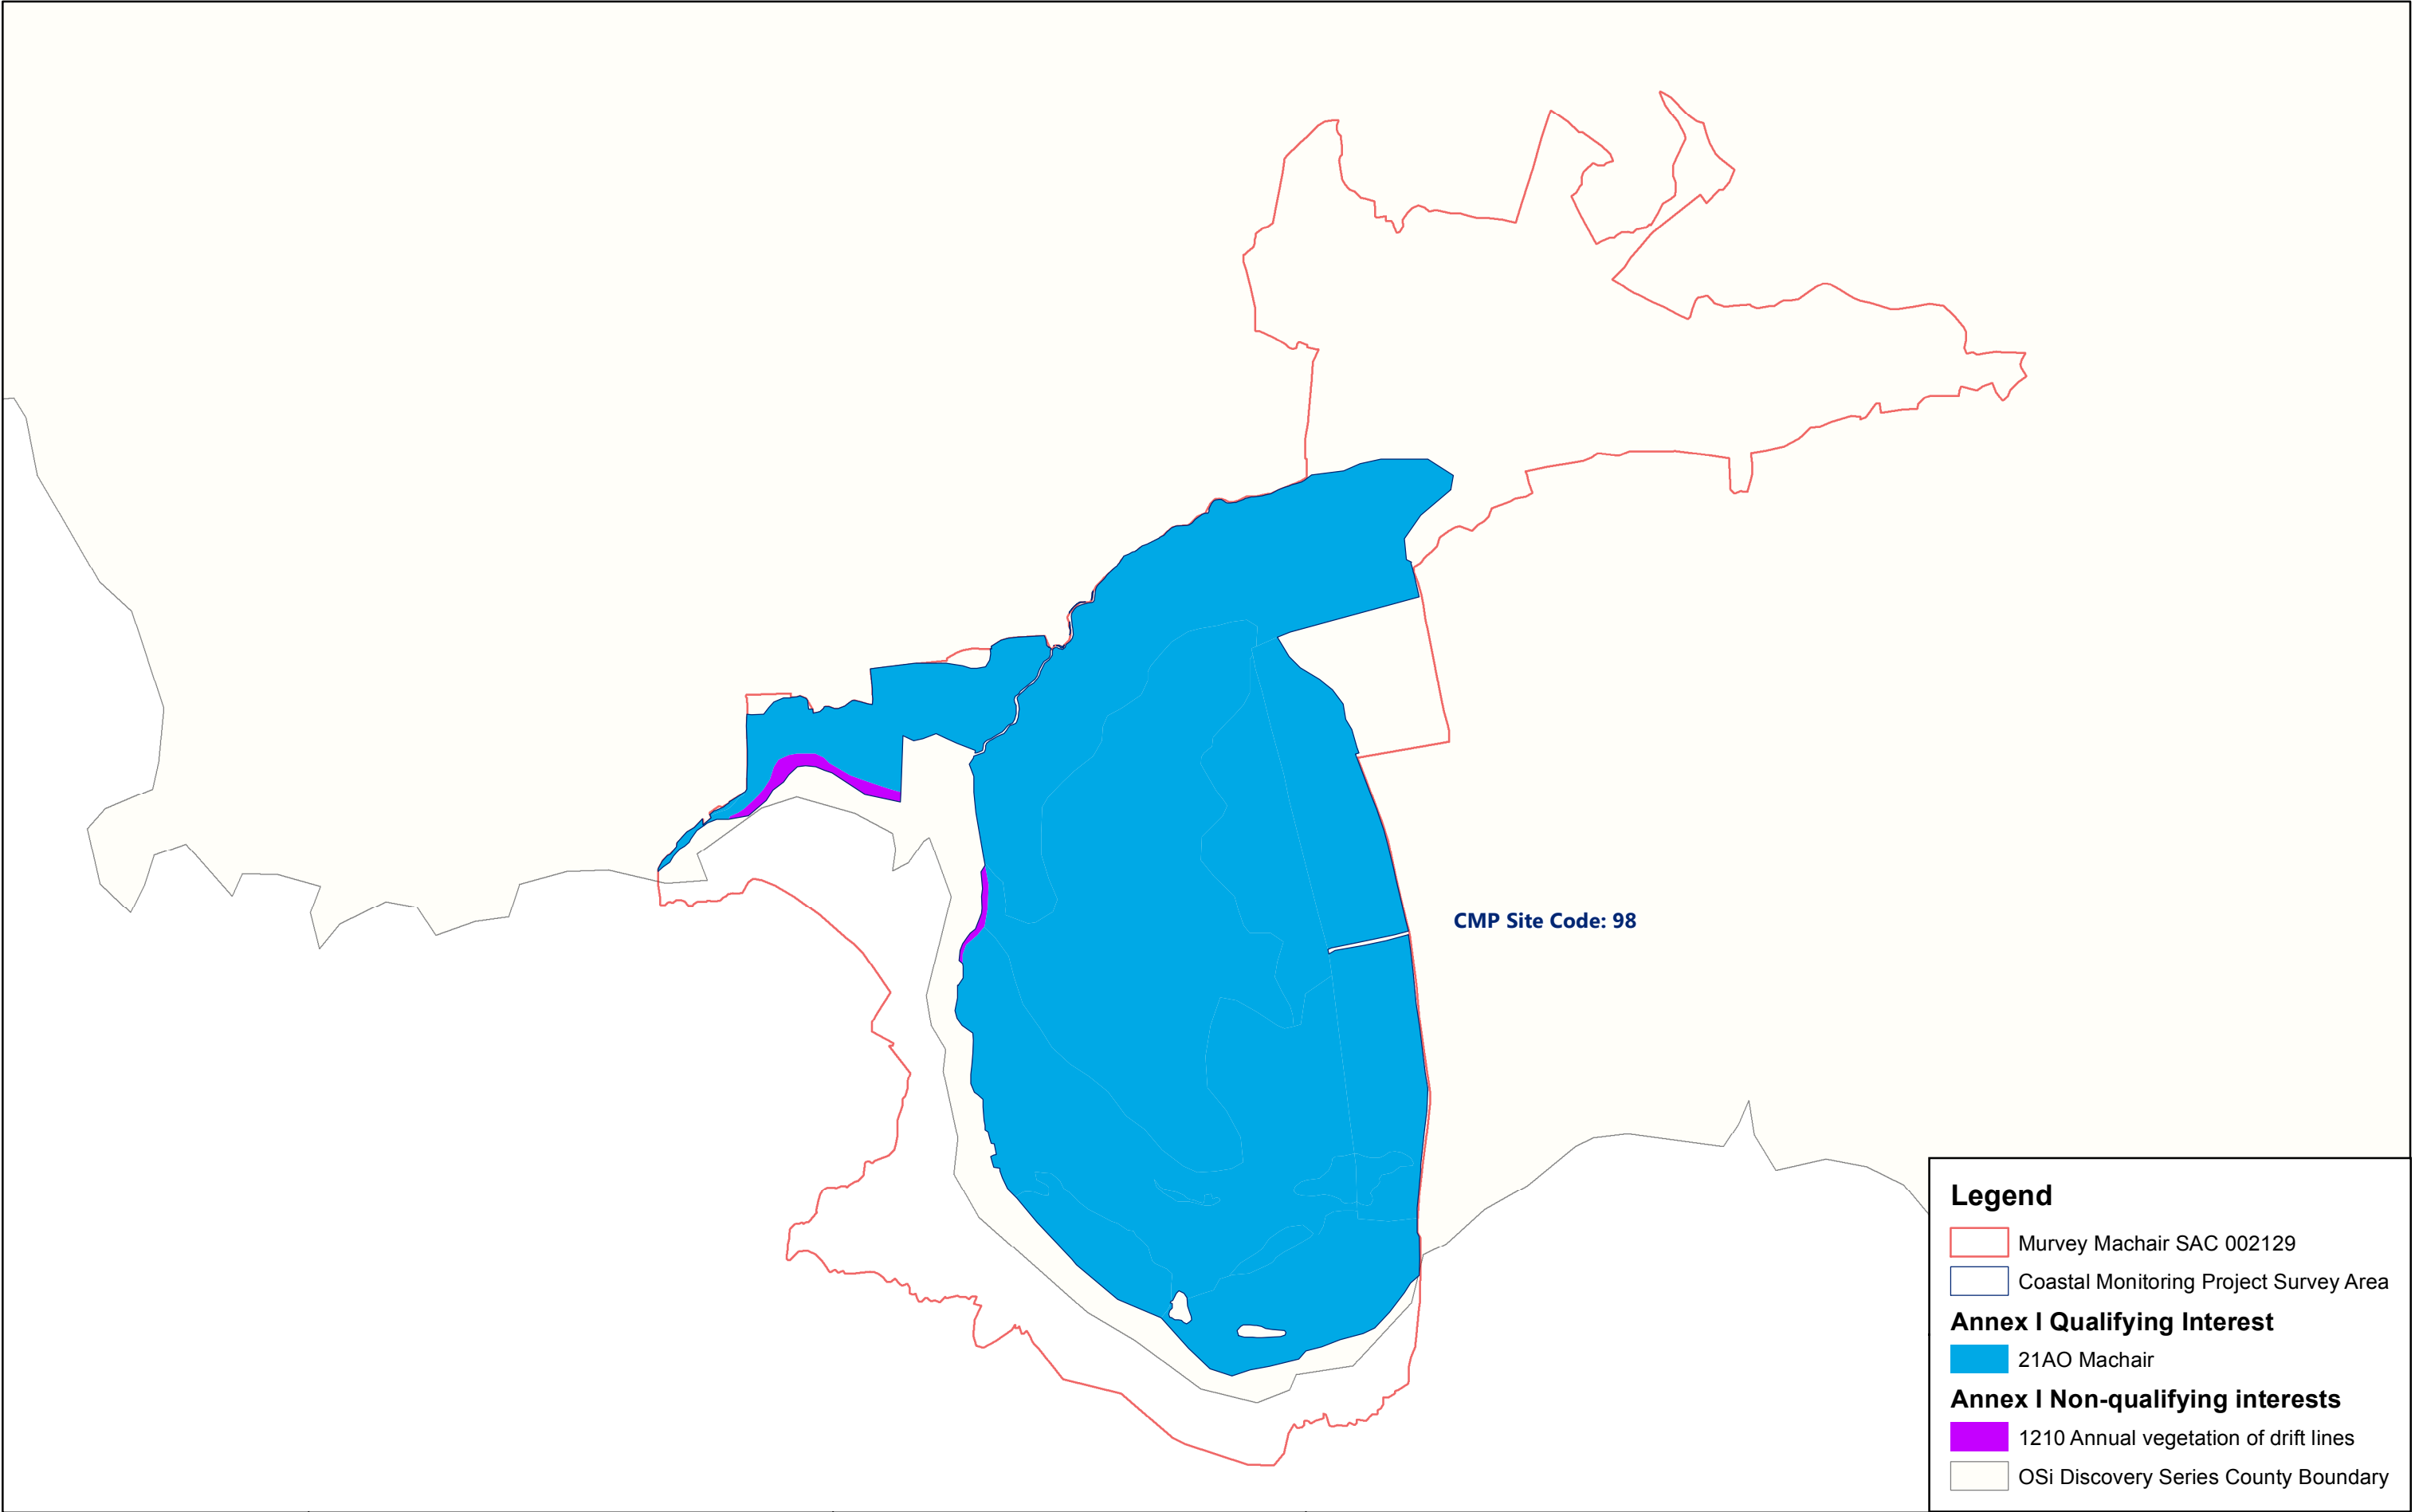 CMP Site Code: 98
Legend
Murvey Machair SAC 002129
Coastal Monitoring Project Survey Area
Annex I Qualifying Interest
21AO Machair
Annex I Non-qualifying interests
1210 Annual vegetation of drift lines
OSi Discovery Series County Boundary